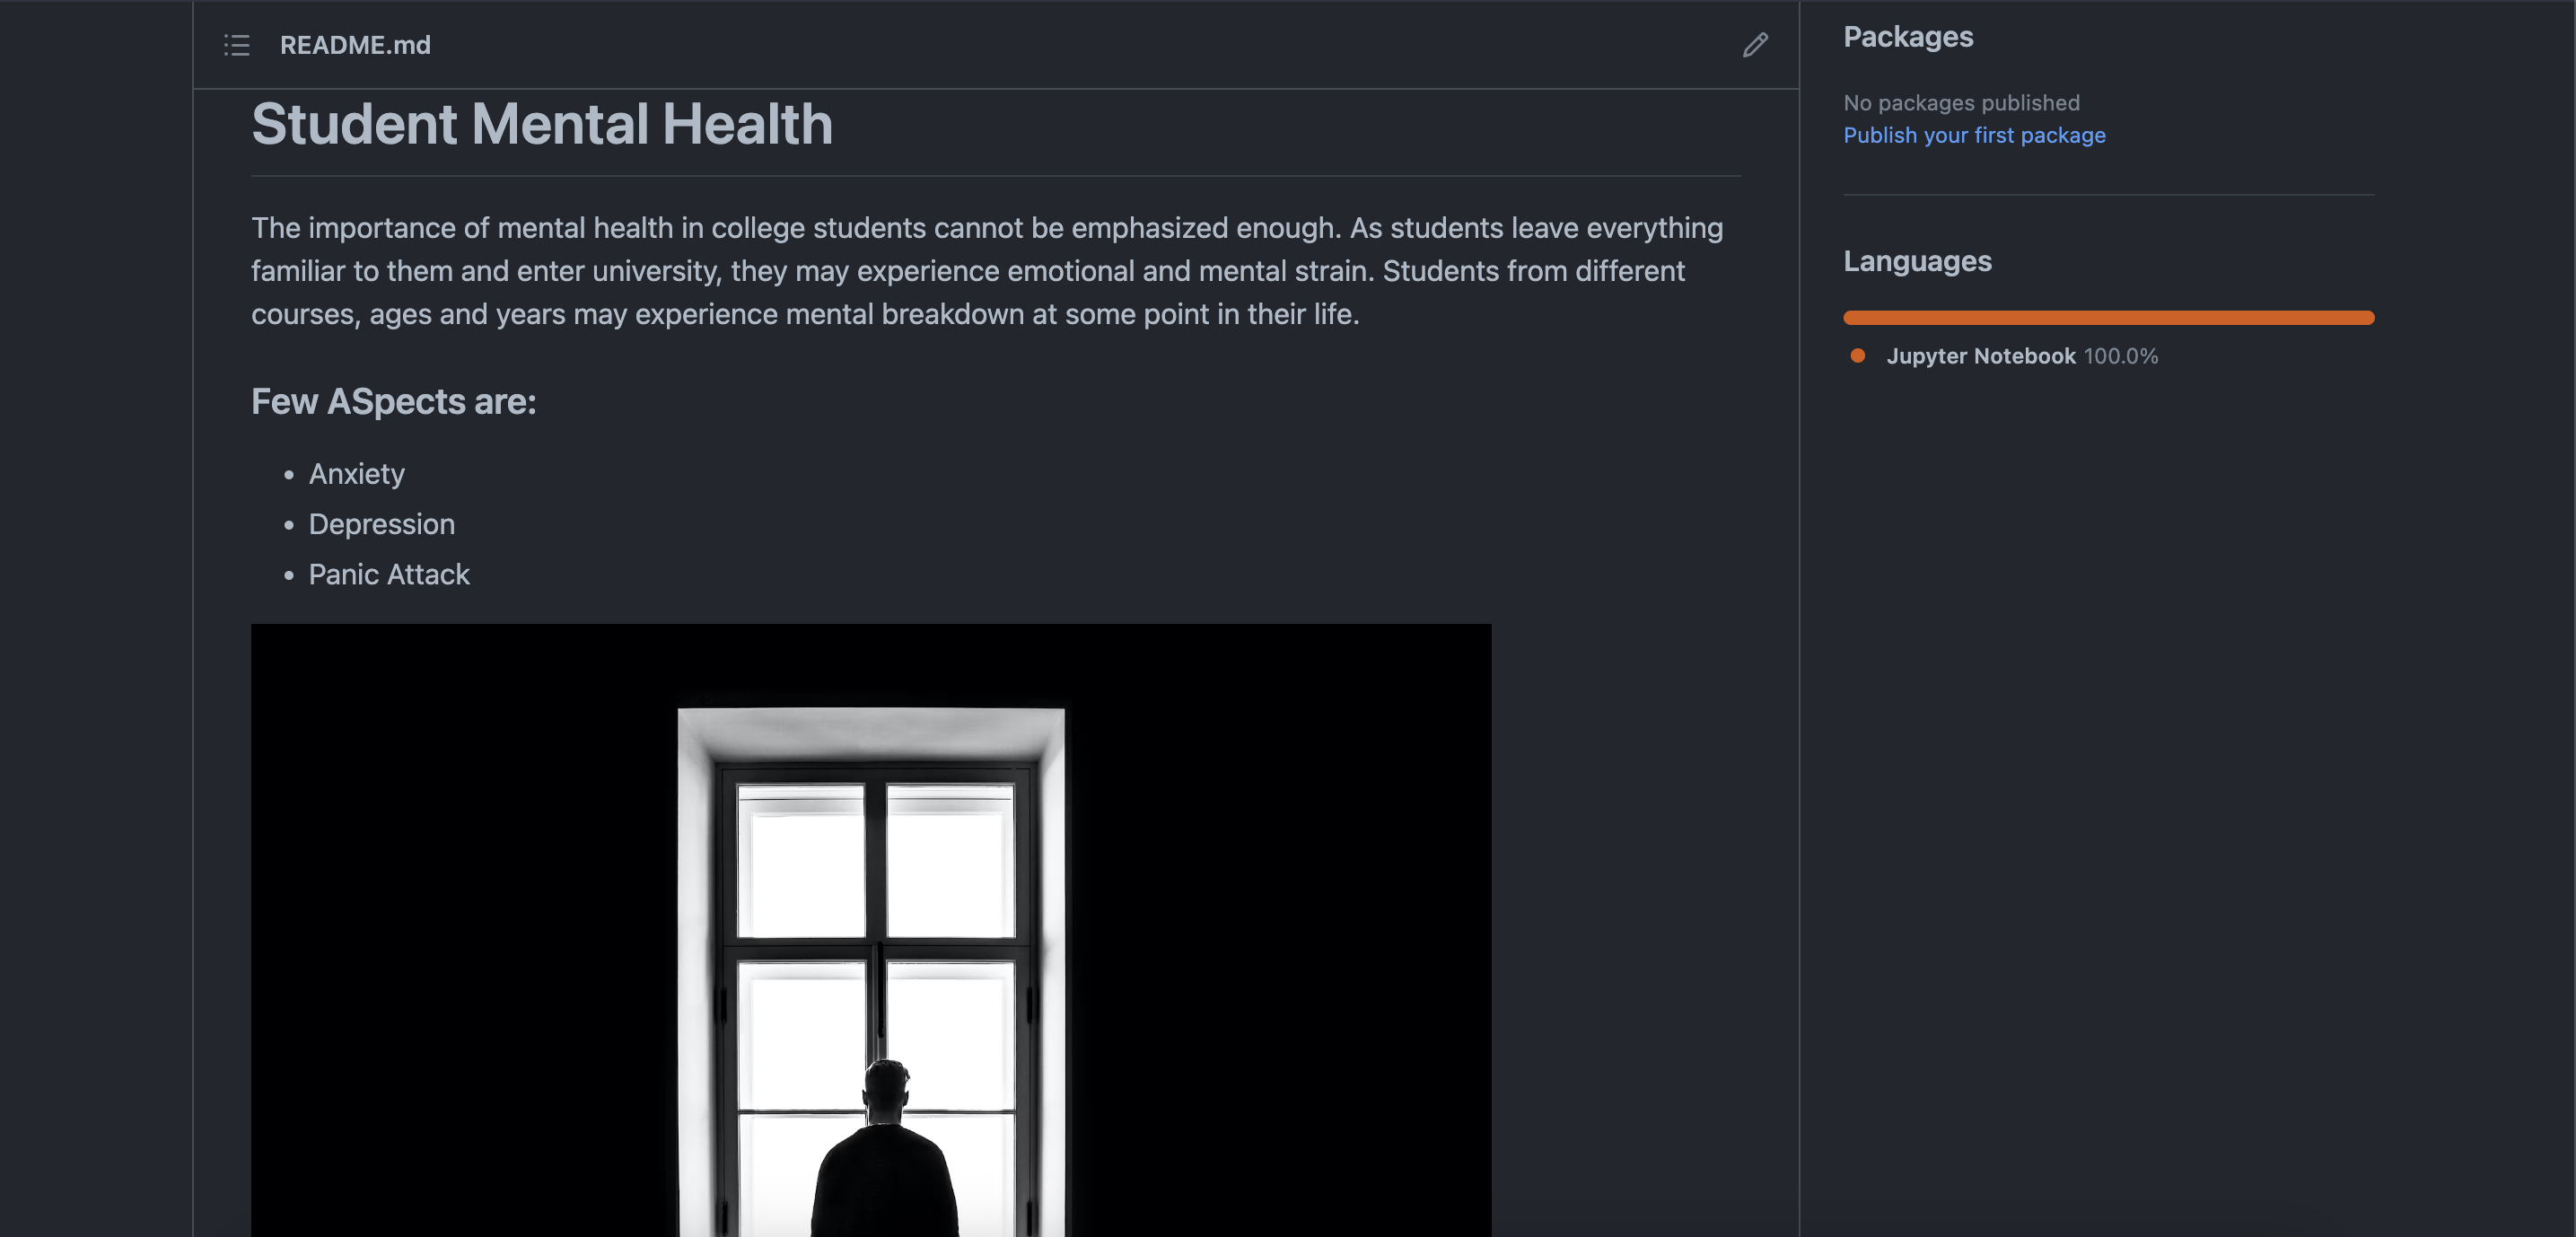 README.md
Student Mental Health
The importance of mental health in college students cannot be emphasized enough. As students leave everything
familiar to them and enter university, they may experience emotional and mental strain. Students from different
courses, ages and years may experience mental breakdown at some point in their life.
Few ASpects are:
Anxiety
Depression
Panic Attack
Packages
No packages published
Publish your first package
Languages
Jupyter Notebook 100.0%